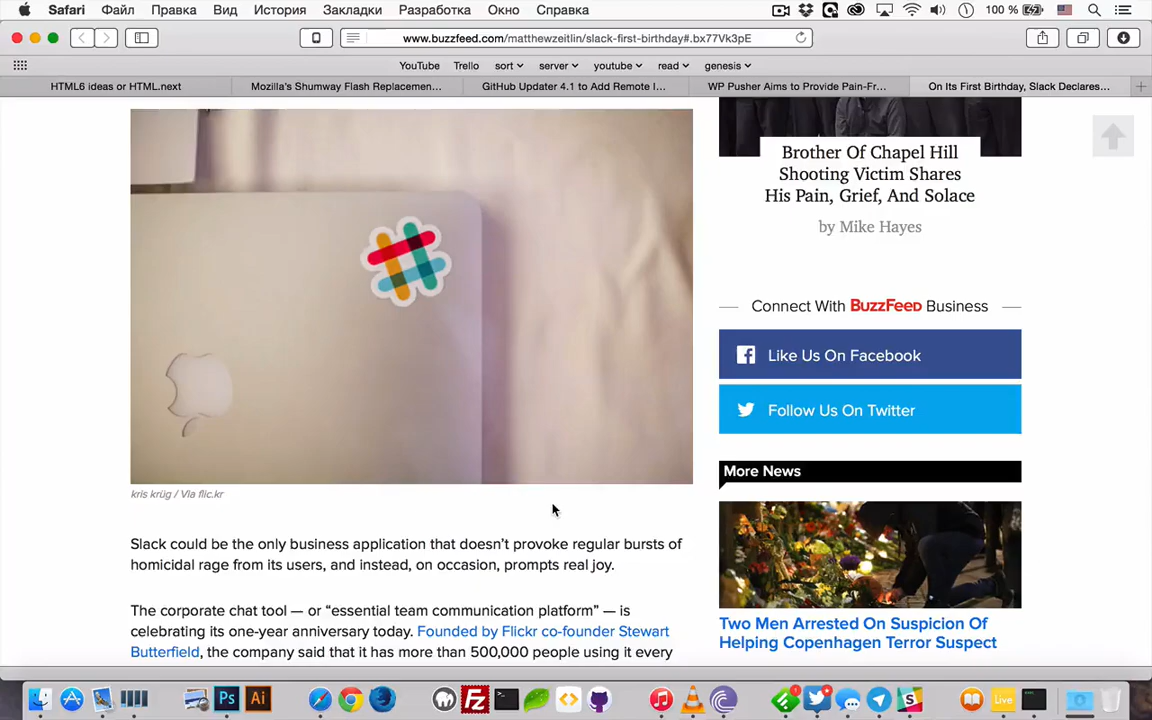 Safari Файл Правка Вид История Закладки Разработка Окно Справка 100 %
www.buzzfeed.com/matthewzeitlin/slack-first-birthday#.bx77Vk3pE
YouTube Trello sort server youtube read genesis
HTML6 ideas or HTML.next Mozilla's Shumway Flash Replacemen... GitHub Updater 4.1 to Add Remote I... WP Pusher Aims to Provide Pain-Fr... On Its First Birthday, Slack Declares...
kris krüg / Via flic.kr
Slack could be the only business application that doesn't provoke regular bursts of
homicidal rage from its users, and instead, on occasion, prompts real joy.
The corporate chat tool — or “essential team communication platform” — is
celebrating its one-year anniversary today. Founded by Flickr co-founder Stewart
Butterfield, the company said that it has more than 500,000 people using it every
Brother Of Chapel Hill
Shooting Victim Shares
His Pain, Grief, And Solace
by Mike Hayes
Connect With BuzzFeed Business
Like Us On Facebook
Follow Us On Twitter
More News
Two Men Arrested On Suspicion Of
Helping Copenhagen Terror Suspect
Ps Ai Fz Live